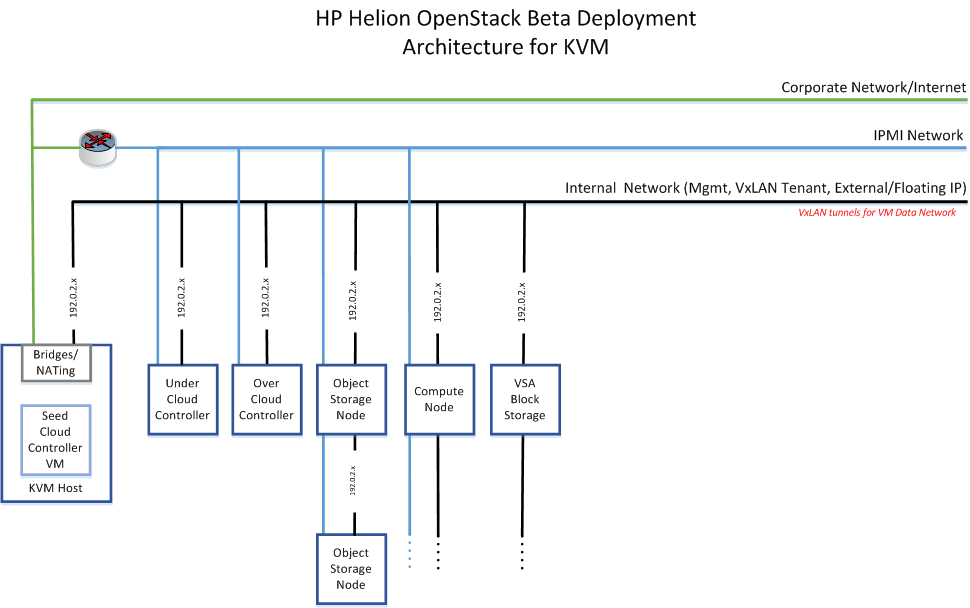 HP Helion OpenStack Beta Deployment
Architecture for KVM
Corporate Network/Internet
IPMI Network
Internal Network (Mgmt, VxLAN Tenant, External/Floating IP)
VxLAN tunnels for VM Data Network
192.0.2.x
192.0.2.x
192.0.2.x
192.0.2.x
192.0.2.x
192.0.2.x
Bridges/
NATing
Seed
Cloud
Controller
VM
KVM Host
Under
Cloud
Controller
Over
Cloud
Controller
Object
Storage
Node
Compute
Node
VSA
Block
Storage
192.0.2.x
Object
Storage
Node